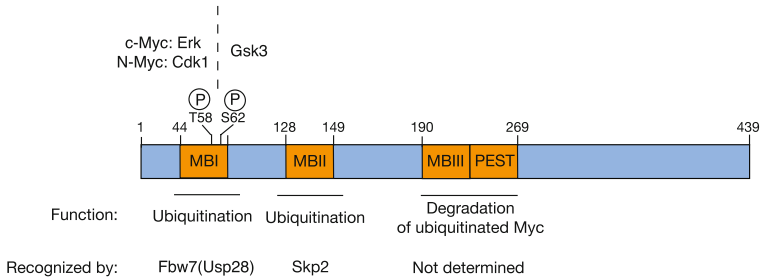 c-Myc: Erk
N-Myc: Cdk1
Gsk3
P P
T58 S62
1 44 128 149 190 269 439
MBI MBII MBIII PEST
Function: Ubiquitination Ubiquitination Degradation
of ubiquitinated Myc
Recognized by: Fbw7(Usp28) Skp2 Not determined